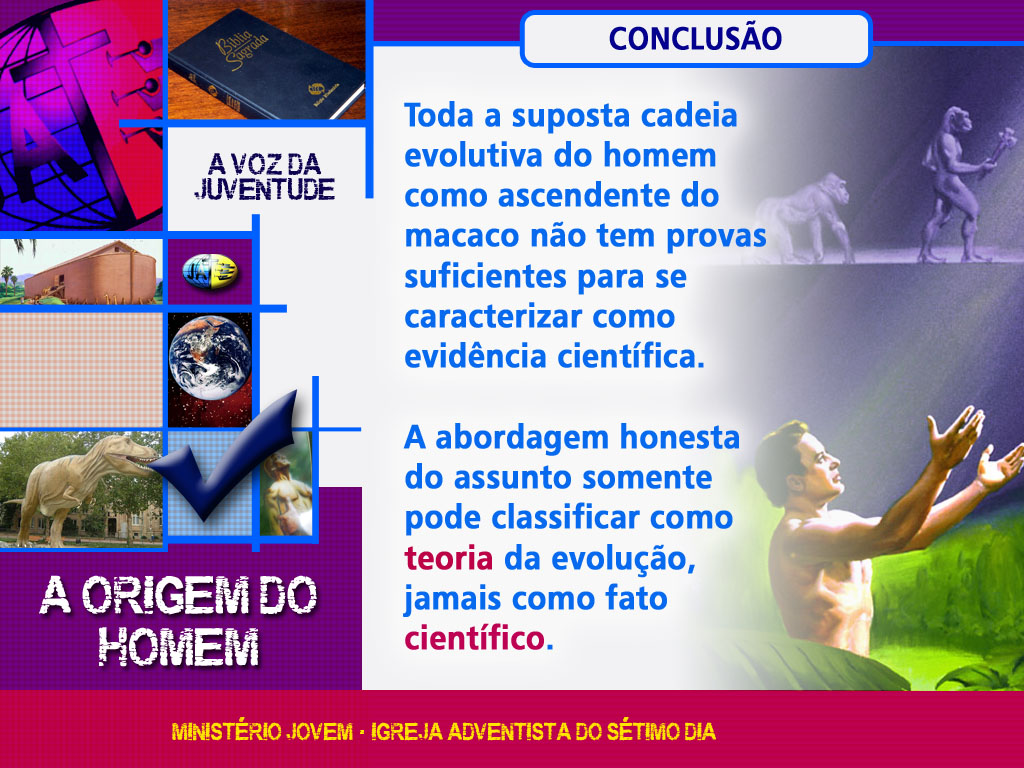 CONCLUSÃO
Bíblia
Sagrada
A VOZ DA
JUVENTUDE
Toda a suposta cadeia
evolutiva do homem
como ascendente do
macaco não tem provas
suficientes para se
caracterizar como
evidência científica.
A abordagem honesta
do assunto somente
pode classificar como
teoria da evolução,
jamais como fato
científico.
A ORIGEM DO
HOMEM
MINISTÉRIO JOVEM - IGREJA ADVENTISTA DO SÉTIMO DIA